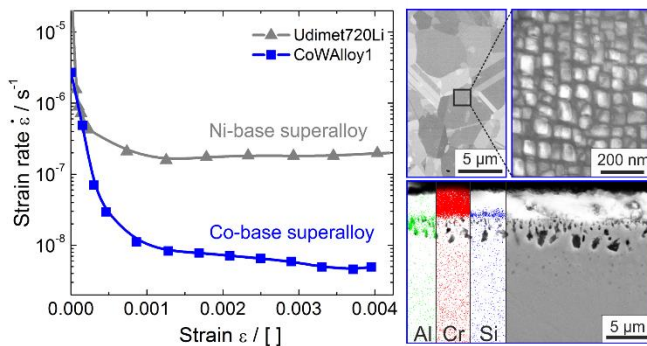 Udimet720Li
CoWAlloy1
Ni-base superalloy
Co-base superalloy
Strain rate ε̇ / s⁻¹
10⁻⁵
10⁻⁶
10⁻⁷
10⁻⁸
0.000 0.001 0.002 0.003 0.004
Strain ε / [ ]
5 µm
200 nm
Al Cr Si
5 µm